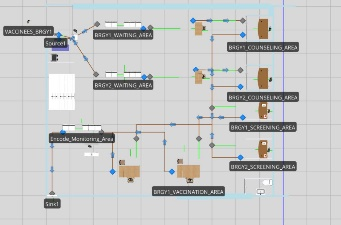 VACCINEES_BRGY1
Source1
BRGY1_WAITING_AREA
BRGY1_COUNSELING_AREA
BRGY2_WAITING_AREA
BRGY2_COUNSELING_AREA
BRGY1_SCREENING_AREA
Encode_Monitoring_Area
BRGY2_SCREENING_AREA
BRGY1_VACCINATION_AREA
Sink1